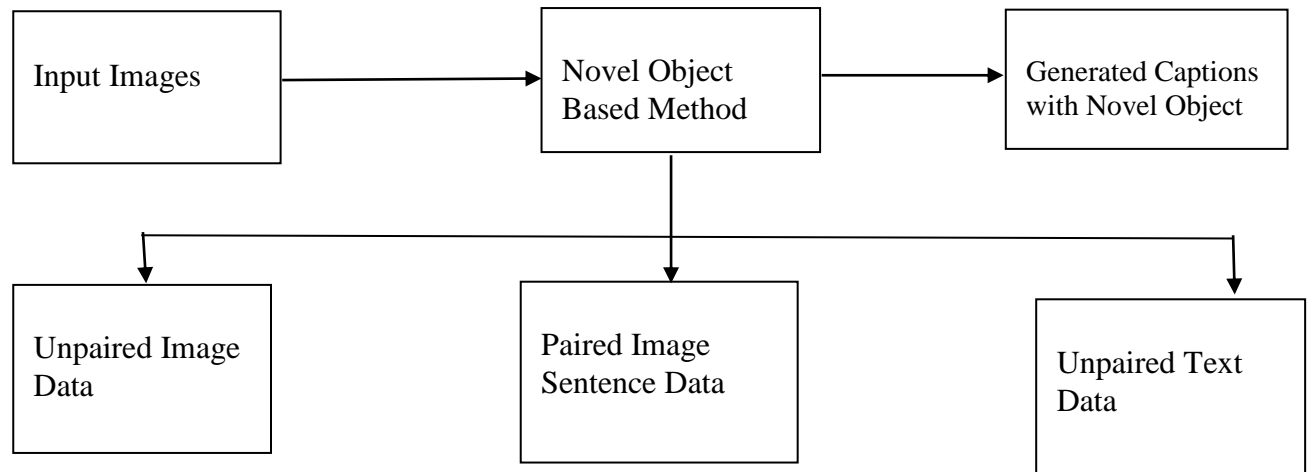 Input Images
Novel Object
Based Method
Generated Captions
with Novel Object
Unpaired Image
Data
Paired Image
Sentence Data
Unpaired Text
Data